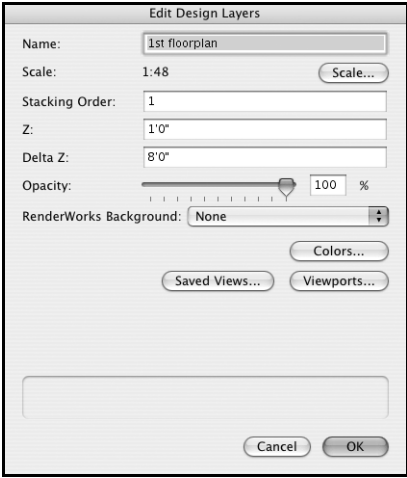 Edit Design Layers
Name: 1st floorplan
Scale: 1:48 Scale...
Stacking Order: 1
Z: 1'0"
Delta Z: 8'0"
Opacity: 100 %
RenderWorks Background: None
Colors...
Saved Views... Viewports...
Cancel OK